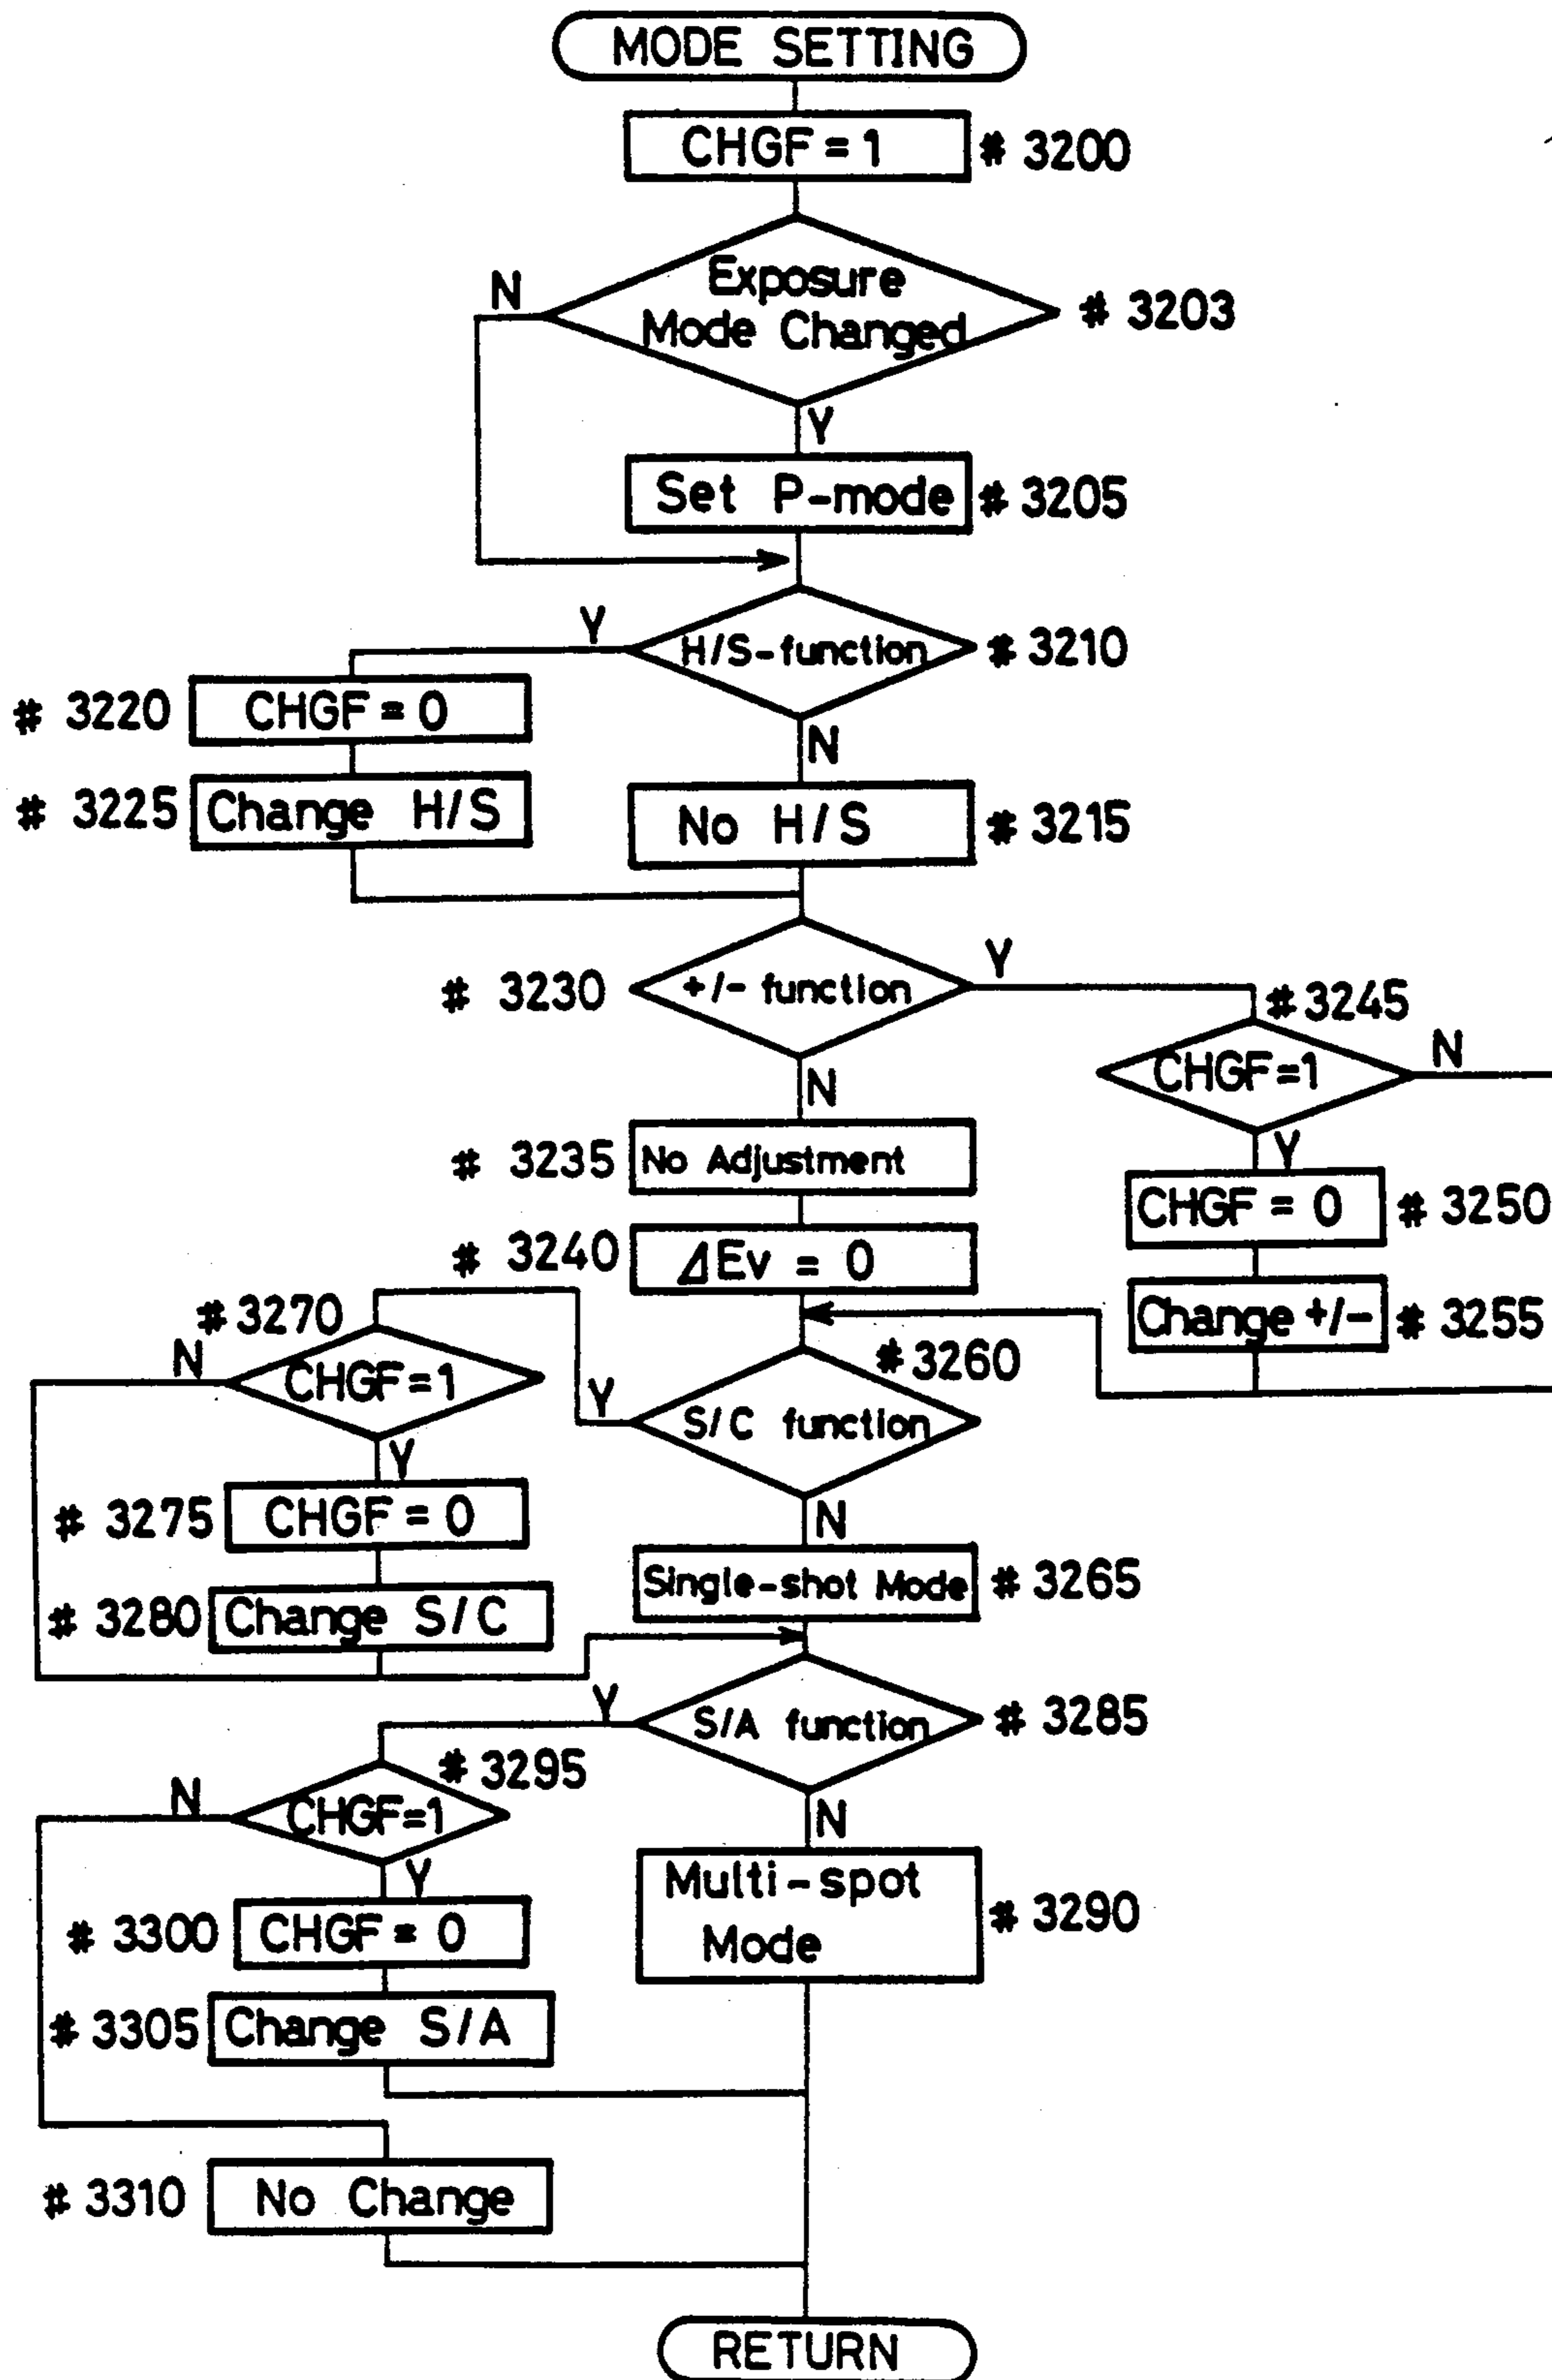 MODE SETTING
CHGF = 1 # 3200
N
Exposure
Mode Changed
# 3203
Y
Set P-mode # 3205
Y
H/S-function # 3210
# 3220 CHGF = 0
N
# 3225 Change H/S
No H/S # 3215
# 3230 +/- function
Y
# 3245
CHGF=1
N
N
Y
# 3235 No Adjustment
CHGF = 0 # 3250
# 3240 ΔEv = 0
# 3270
Change +/- # 3255
N
CHGF=1
Y
# 3260
S/C function
Y
# 3275 CHGF = 0
N
# 3280 Change S/C
Single-shot Mode # 3265
Y
S/A function # 3285
# 3295
N
CHGF=1
N
Y
Multi-spot
Mode
# 3290
# 3300 CHGF = 0
# 3305 Change S/A
# 3310 No Change
RETURN